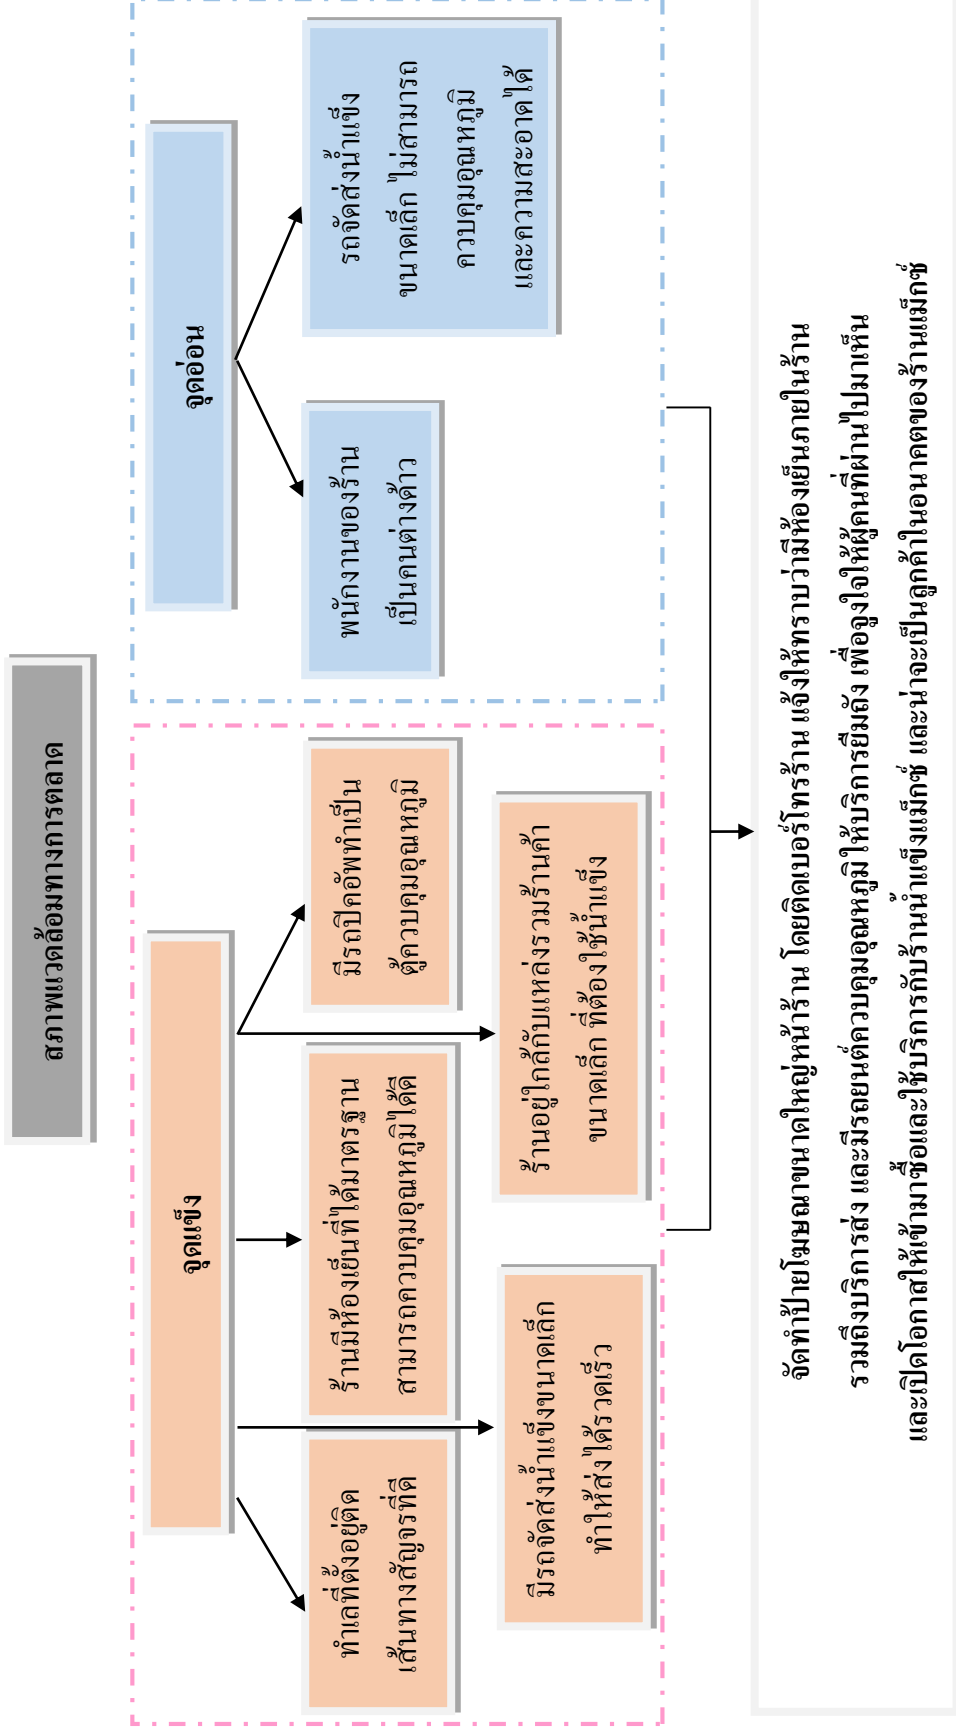 สภาพแวดล้อมทางการตลาด
จุดแข็ง
จุดอ่อน
ทำเลที่ตั้งอยู่ติด
เส้นทางสัญจรที่ดี
ร้านมีห้องเย็นที่ได้มาตรฐาน
สามารถควบคุมอุณหภูมิได้ดี
มีรถปิคอัพทำเป็น
ตู้ควบคุมอุณหภูมิ
พนักงานของร้าน
เป็นคนต่างด้าว
รถจัดส่งน้ำแข็ง
ขนาดเล็ก ไม่สามารถ
ควบคุมอุณหภูมิ
และความสะอาดได้
มีรถจัดส่งน้ำแข็งขนาดเล็ก
ทำให้ส่งได้รวดเร็ว
ร้านอยู่ใกล้กับแหล่งรวมร้านค้า
ขนาดเล็ก ที่ต้องใช้น้ำแข็ง
จัดทำป้ายโฆษณาขนาดใหญ่หน้าร้าน โดยติดเบอร์โทรร้าน แจ้งให้ทราบว่ามีห้องเย็นภายในร้าน
รวมถึงบริการส่ง และมีรถยนต์ควบคุมอุณหภูมิ ให้บริการยืมถัง เพื่อจูงใจให้ผู้คนที่ผ่านไปมาเห็น
และเปิดโอกาสให้เข้ามาซื้อและใช้บริการกับร้านน้ำแข็งแม็กซ์ และน่าจะเป็นลูกค้าในอนาคตของร้านแม็กซ์